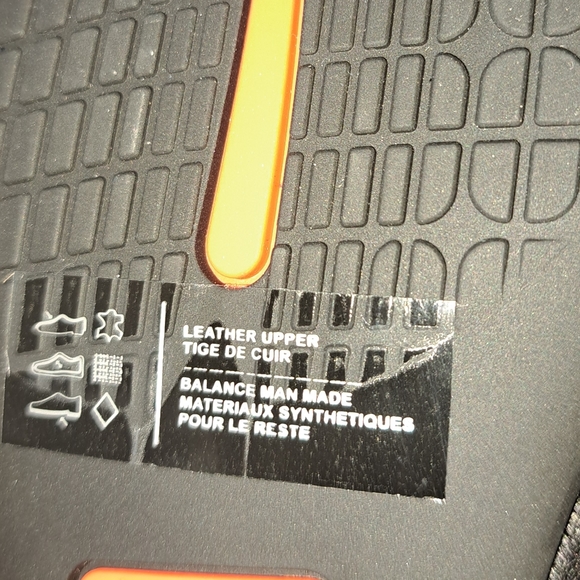 LEATHER UPPER
TIGE DE CUIR
BALANCE MAN MADE
MATERIAUX SYNTHETIQUES
POUR LE RESTE